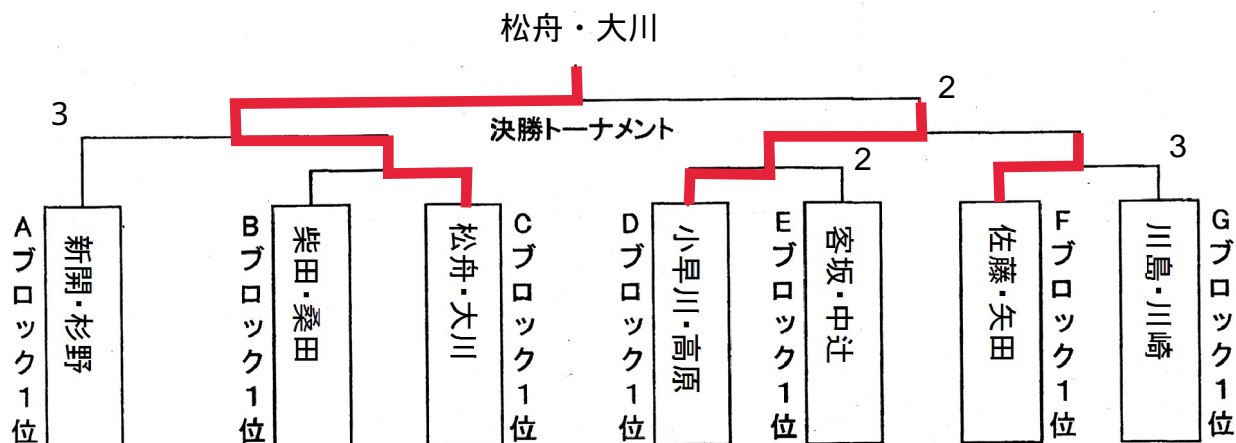 松舟・大川
3
2
決勝トーナメント
2
3
Aブロック1位
新開・杉野
Bブロック1位
柴田・桑田
松舟・大川
Cブロック1位
Dブロック1位
小早川・高原
Eブロック1位
客坂・中辻
佐藤・矢田
Fブロック1位
川島・川崎
Gブロック1位